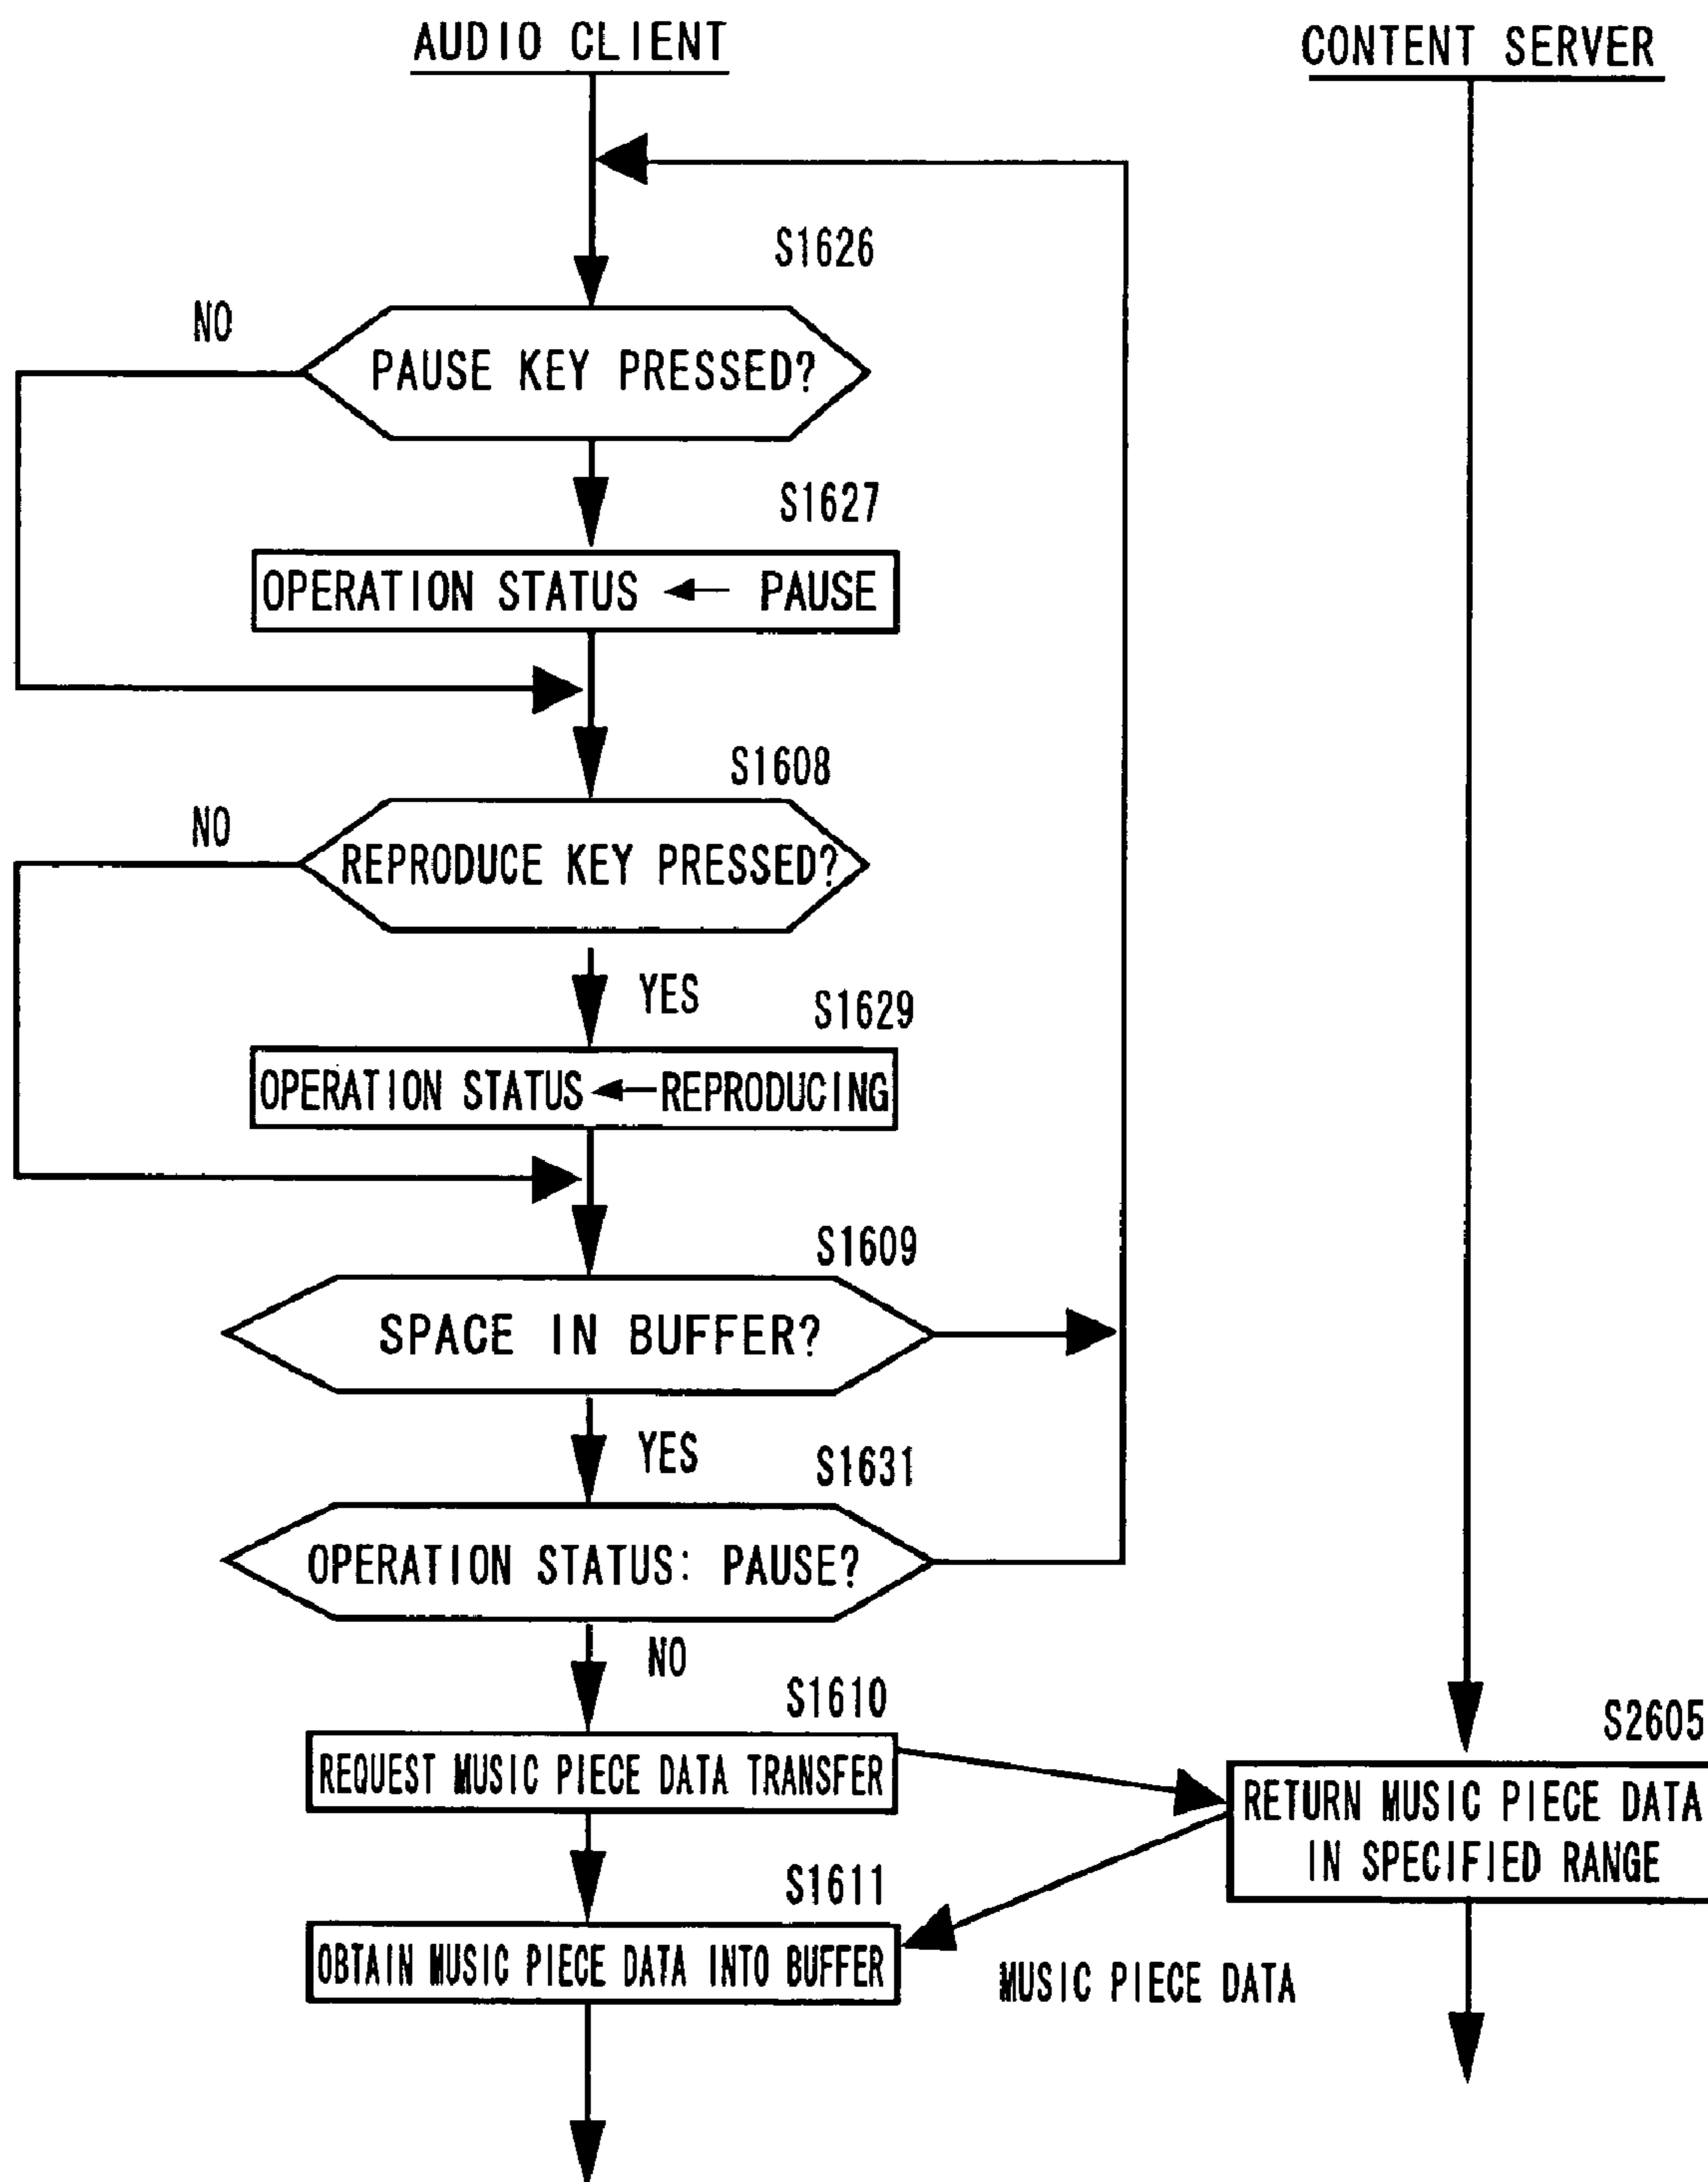 AUDIO CLIENT
CONTENT SERVER
S1626
NO
PAUSE KEY PRESSED?
S1627
OPERATION STATUS ← PAUSE
S1608
NO
REPRODUCE KEY PRESSED?
YES
S1629
OPERATION STATUS ← REPRODUCING
S1609
SPACE IN BUFFER?
YES
S1631
OPERATION STATUS: PAUSE?
NO
S1610
REQUEST MUSIC PIECE DATA TRANSFER
S2605
RETURN MUSIC PIECE DATA
IN SPECIFIED RANGE
S1611
OBTAIN MUSIC PIECE DATA INTO BUFFER
MUSIC PIECE DATA